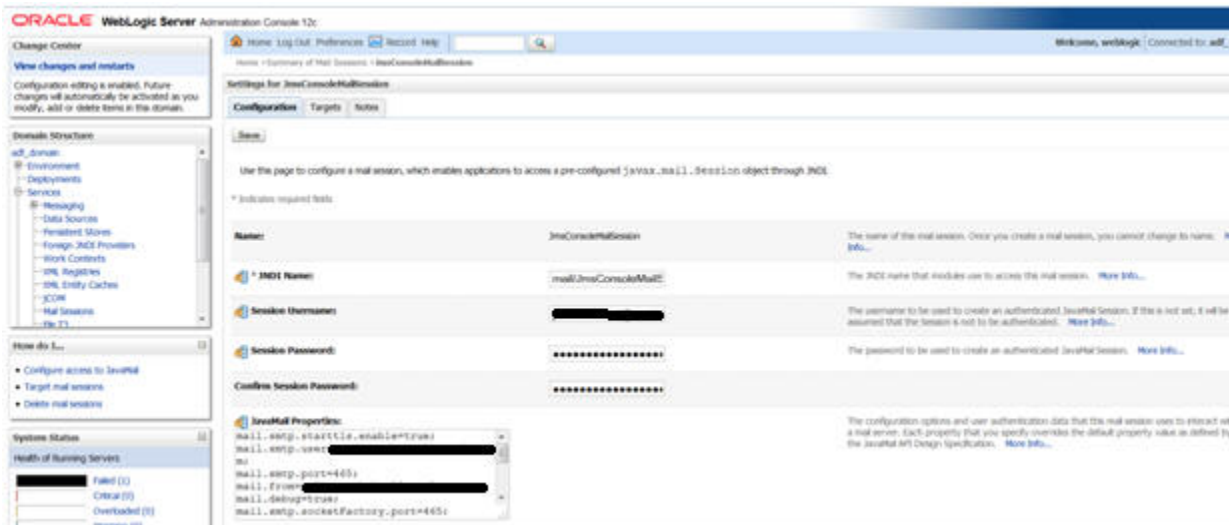 ORACLE WebLogic Server Administration Console 12c
Change Center
View changes and restarts
Configuration editing is enabled. Future
changes will automatically be activated as you
modify, add or delete items in this domain.
Domain Structure
adf_domain
Environment
Deployments
Services
Messaging
Data Sources
Persistent Stores
Foreign JNDI Providers
Work Contexts
XML Registries
XML Entity Caches
jCOM
Mail Sessions
File T3
How do I...
Configure access to JavaMail
Target mail sessions
Delete mail sessions
System Status
Health of Running Servers
Failed (1)
Critical (0)
Overloaded (0)
Home Log Out Preferences Record Help
Welcome, weblogic Connected to: adf_
Home >Summary of Mail Sessions >JmsConsoleMailSession
Settings for JmsConsoleMailSession
Configuration Targets Notes
Save
Use this page to configure a mail session, which enables applications to access a pre-configured javax.mail.Session object through JNDI.
* Indicates required fields
Name: JmsConsoleMailSession The name of this mail session. Once you create a mail session, you cannot change its name.
Info...
* JNDI Name: mail/JmsConsoleMailS The JNDI name that modules use to access this mail session. More Info...
Session Username: The username to be used to create an authenticated JavaMail Session. If this is not set, it will be
assumed that the Session is not to be authenticated. More Info...
Session Password: The password to be used to create an authenticated JavaMail Session. More Info...
Confirm Session Password:
JavaMail Properties: The configuration options and user authentication data that this mail session uses to interact wi
a mail server. Each property that you specify overrides the default property value as defined by
the JavaMail API Design Specification. More Info...
mail.smtp.starttls.enable=true;
mail.smtp.user
m;
mail.smtp.port=465;
mail.from=
mail.debug=true;
mail.smtp.socketFactory.port=465;